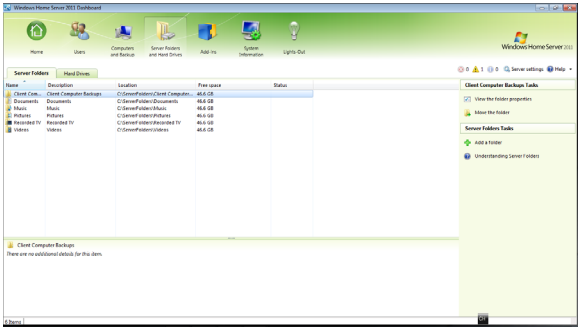 Windows Home Server 2011 Dashboard
Home
Users
Computers and Backup
Server Folders and Hard Drives
Add-ins
System Information
Lights-Out
Windows Home Server 2011
0 1 0 Server settings Help
Server Folders Hard Drives
Name Description Location Free space Status
Client Com... Client Computer Backups C:\ServerFolders\Client Computer... 46.6 GB
Documents Documents C:\ServerFolders\Documents 46.6 GB
Music Music C:\ServerFolders\Music 46.6 GB
Pictures Pictures C:\ServerFolders\Pictures 46.6 GB
Recorded TV Recorded TV C:\ServerFolders\Recorded TV 46.6 GB
Videos Videos C:\ServerFolders\Videos 46.6 GB
Client Computer Backups Tasks
View the folder properties
Move the folder
Server Folders Tasks
Add a folder
Understanding Server Folders
Client Computer Backups
There are no additional details for this item.
6 Items